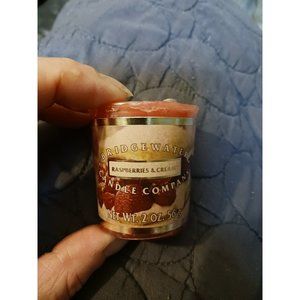 BRIDGEWATER
RASPBERRIES & CREAM
CANDLE COMPANY
NET WT. 2 OZ. 56 g